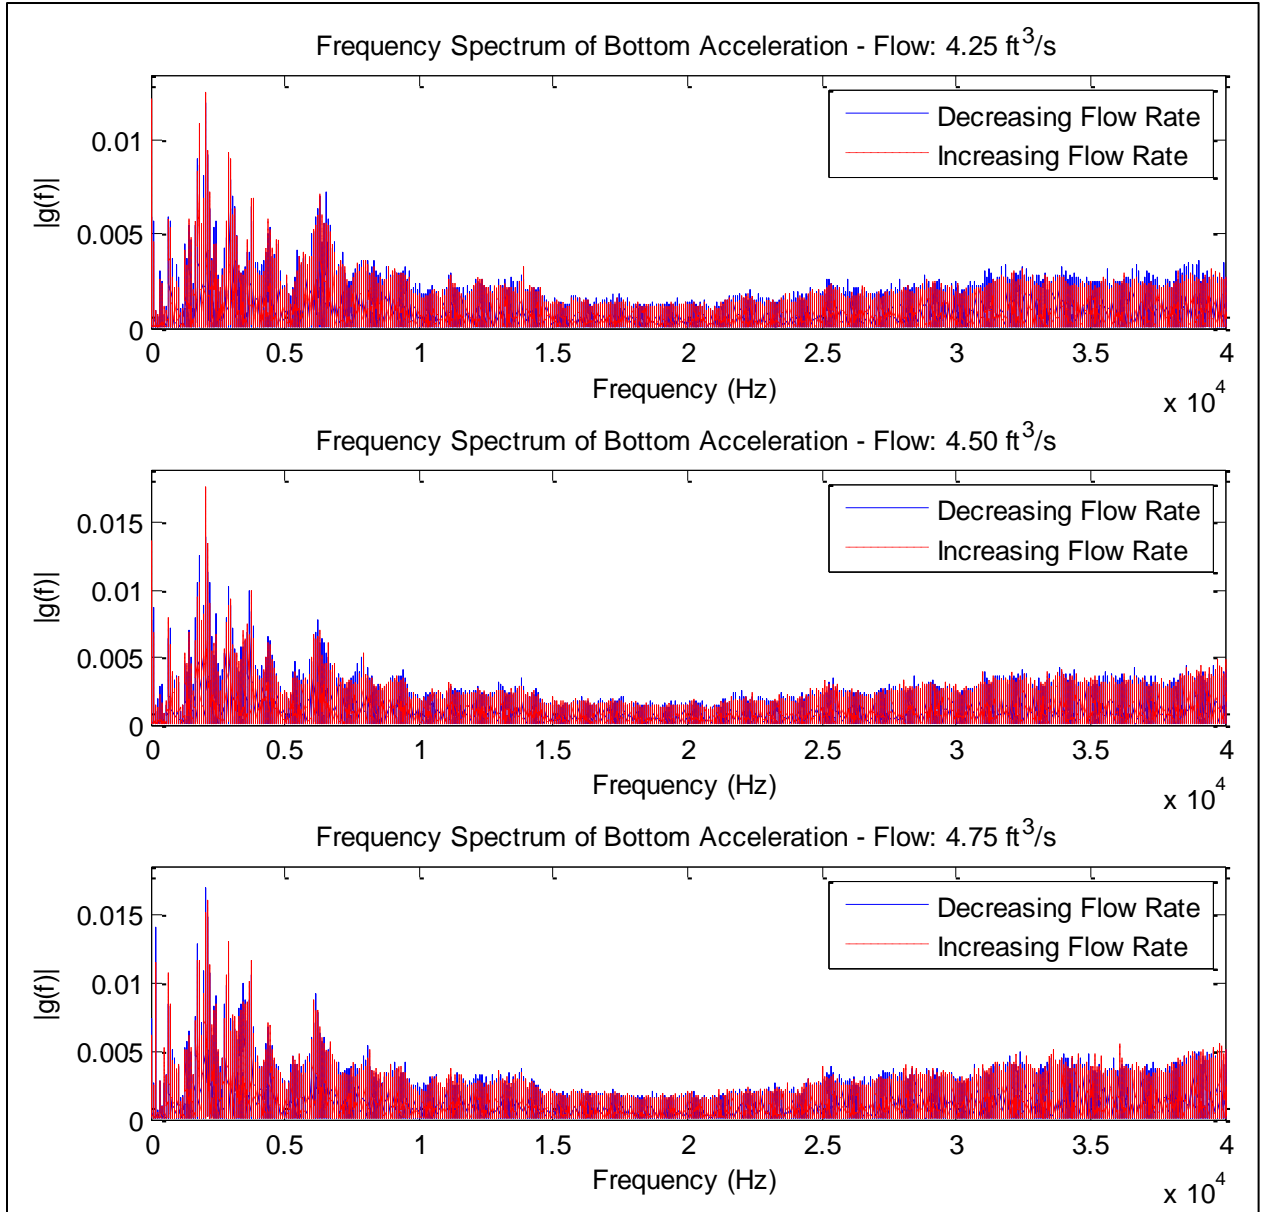 Frequency Spectrum of Bottom Acceleration - Flow: 4.25 ft³/s
Decreasing Flow Rate
Increasing Flow Rate
|g(f)|
0.01
0.005
0
0 0.5 1 1.5 2 2.5 3 3.5 4
Frequency (Hz)
x 10⁴
Frequency Spectrum of Bottom Acceleration - Flow: 4.50 ft³/s
Decreasing Flow Rate
Increasing Flow Rate
|g(f)|
0.015
0.01
0.005
0
0 0.5 1 1.5 2 2.5 3 3.5 4
Frequency (Hz)
x 10⁴
Frequency Spectrum of Bottom Acceleration - Flow: 4.75 ft³/s
Decreasing Flow Rate
Increasing Flow Rate
|g(f)|
0.015
0.01
0.005
0
0 0.5 1 1.5 2 2.5 3 3.5 4
Frequency (Hz)
x 10⁴